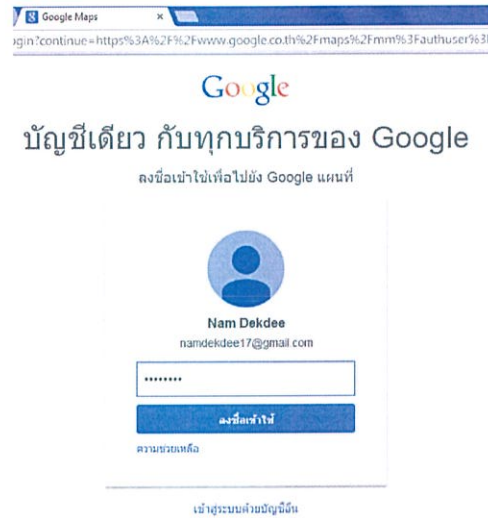 Google Maps ×
ogin?continue=https%3A%2F%2Fwww.google.co.th%2Fmaps%2Fmm%3Fauthuser%3
Google
บัญชีเดียว กับทุกบริการของ Google
ลงชื่อเข้าใช้เพื่อไปยัง Google แผนที่
Nam Dekdee
namdekdee17@gmail.com
••••••••
ลงชื่อเข้าใช้
ความช่วยเหลือ
เข้าสู่ระบบด้วยบัญชีอื่น